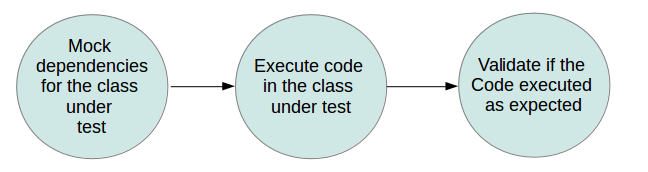 Mock
dependencies
for the class
under
test
Execute code
in the class
under test
Validate if the
Code executed
as expected